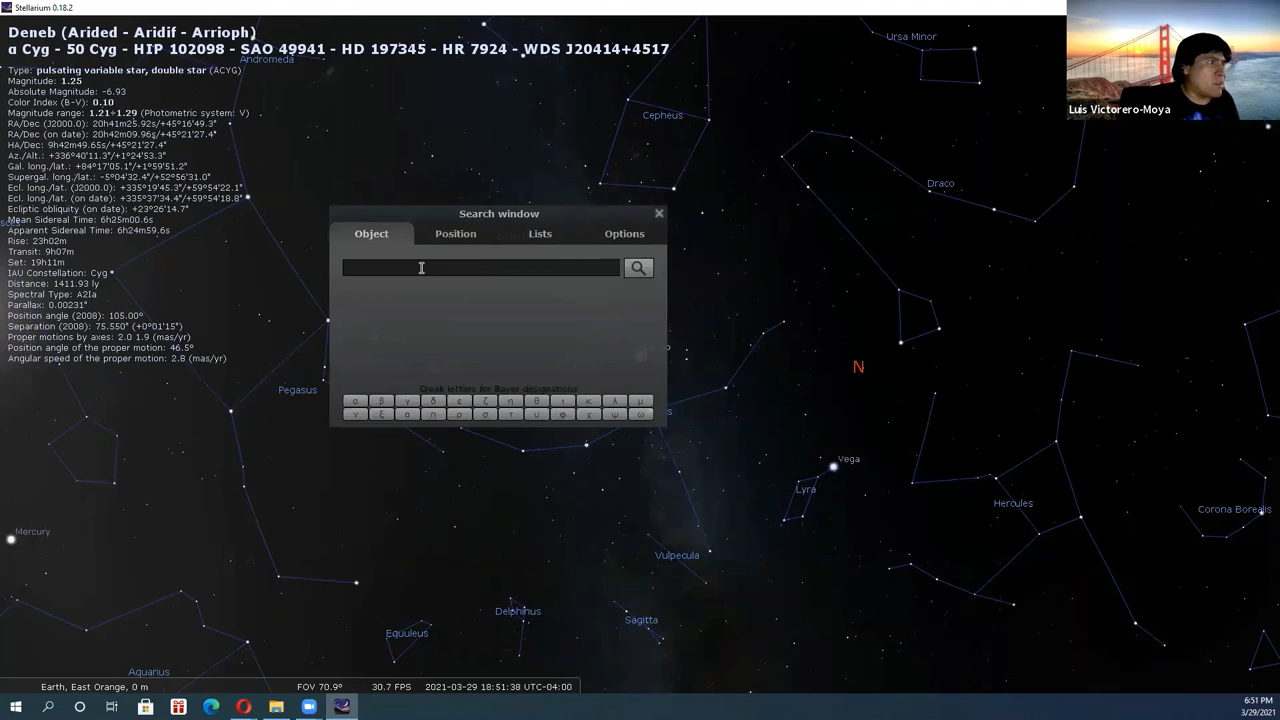 Stellarium 0.18.2
Deneb (Arided - Aridif - Arrioph)
α Cyg - 50 Cyg - HIP 102098 - SAO 49941 - HD 197345 - HR 7924 - WDS J20414+4517
Type: pulsating variable star, double star (ACYG)
Magnitude: 1.25
Absolute Magnitude: -6.93
Color Index (B-V): 0.10
Magnitude range: 1.21÷1.29 (Photometric system: V)
RA/Dec (J2000.0): 20h41m25.92s/+45°16'49.3"
RA/Dec (on date): 20h42m09.96s/+45°21'27.4"
HA/Dec: 9h42m49.65s/+45°21'27.4"
Az./Alt.: +336°40'11.3"/+1°24'53.3"
Gal. long./lat.: +84°17'05.1"/+1°59'51.2"
Supergal. long./lat.: -5°04'32.4"/+52°56'31.0"
Ecl. long./lat. (J2000.0): +335°19'45.3"/+59°54'22.1"
Ecl. long./lat. (on date): +335°37'34.4"/+59°54'18.8"
Ecliptic obliquity (on date): +23°26'14.7"
Mean Sidereal Time: 6h25m00.6s
Apparent Sidereal Time: 6h24m59.6s
Rise: 23h02m
Transit: 9h07m
Set: 19h11m
IAU Constellation: Cyg
Distance: 1411.93 ly
Spectral Type: A2Ia
Parallax: 0.00231"
Position angle (2008): 105.00°
Separation (2008): 75.550" (+0°01'15")
Proper motions by axes: 2.0 1.9 (mas/yr)
Position angle of the proper motion: 46.5°
Angular speed of the proper motion: 2.8 (mas/yr)
Andromeda
Ursa Minor
Luis Victorero-Moya
Cepheus
Draco
Search window
Object Position Lists Options
Greek letters for Bayer designations
α β γ δ ε ζ η θ ι κ λ μ
ν ξ ο π ρ σ τ υ φ χ ψ ω
N
Pegasus
Vega
Lyra
Hercules
Corona Borealis
Mercury
Vulpecula
Delphinus
Sagitta
Equuleus
Aquarius
Earth, East Orange, 0 m FOV 70.9° 30.7 FPS 2021-03-29 18:51:38 UTC-04:00
6:51 PM
3/29/2021